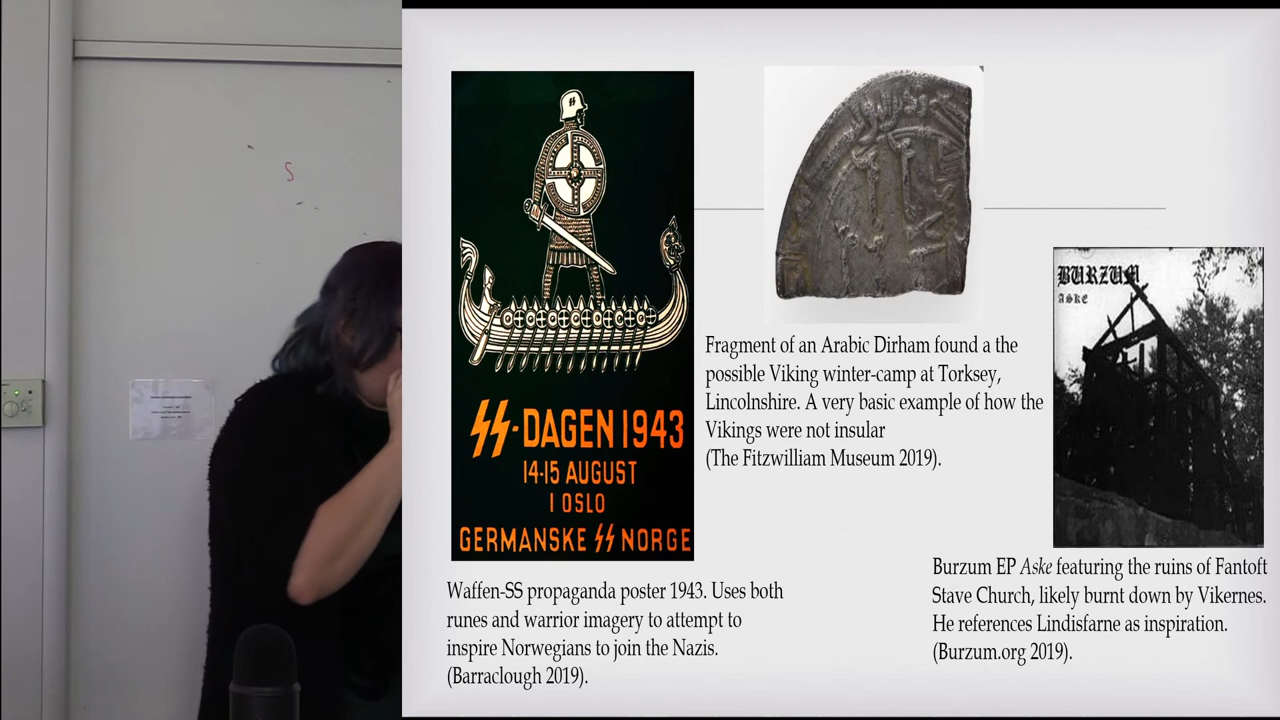 S
SS-DAGEN 1943
14-15 AUGUST
I OSLO
GERMANSKE SS NORGE
Waffen-SS propaganda poster 1943. Uses both
runes and warrior imagery to attempt to
inspire Norwegians to join the Nazis.
(Barraclough 2019).
Fragment of an Arabic Dirham found a the
possible Viking winter-camp at Torksey,
Lincolnshire. A very basic example of how the
Vikings were not insular
(The Fitzwilliam Museum 2019).
BURZUM
ASKE
Burzum EP Aske featuring the ruins of Fantoft
Stave Church, likely burnt down by Vikernes.
He references Lindisfarne as inspiration.
(Burzum.org 2019).